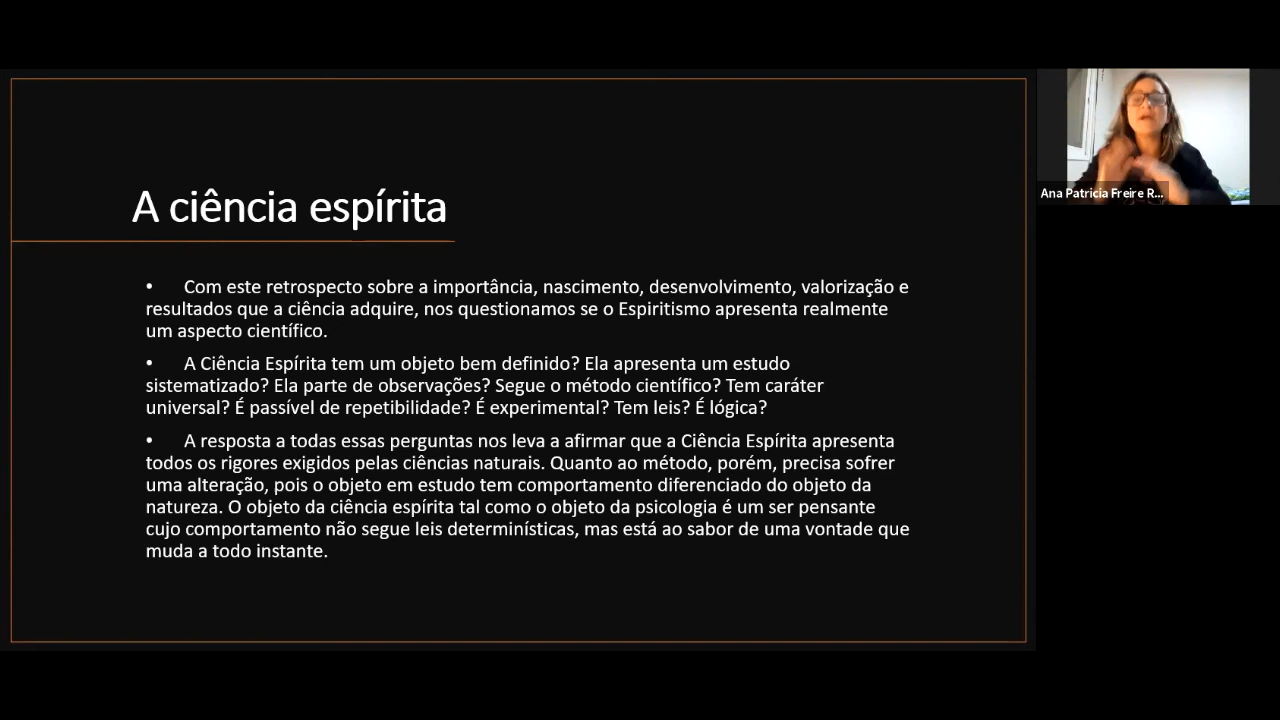 A ciência espírita
• Com este retrospecto sobre a importância, nascimento, desenvolvimento, valorização e
resultados que a ciência adquire, nos questionamos se o Espiritismo apresenta realmente
um aspecto científico.
• A Ciência Espírita tem um objeto bem definido? Ela apresenta um estudo
sistematizado? Ela parte de observações? Segue o método científico? Tem caráter
universal? É passível de repetibilidade? É experimental? Tem leis? É lógica?
• A resposta a todas essas perguntas nos leva a afirmar que a Ciência Espírita apresenta
todos os rigores exigidos pelas ciências naturais. Quanto ao método, porém, precisa sofrer
uma alteração, pois o objeto em estudo tem comportamento diferenciado do objeto da
natureza. O objeto da ciência espírita tal como o objeto da psicologia é um ser pensante
cujo comportamento não segue leis determinísticas, mas está ao sabor de uma vontade que
muda a todo instante.
Ana Patricia Freire R...